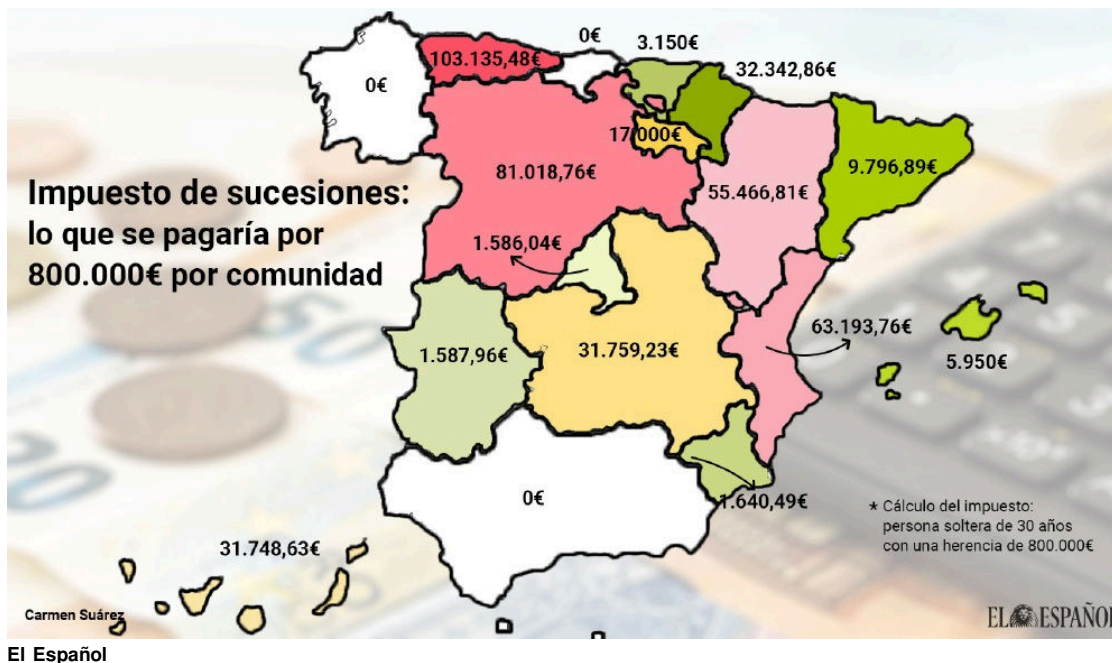 0€
3.150€
103.135,48€
32.342,86€
0€
17.000€
81.018,76€
9.796,89€
55.466,81€
Impuesto de sucesiones:
lo que se pagaría por
800.000€ por comunidad
1.586,04€
63.193,76€
1.587,96€
31.759,23€
5.950€
0€
1.640,49€
* Cálculo del impuesto:
persona soltera de 30 años
con una herencia de 800.000€
31.748,63€
Carmen Suárez
EL ESPAÑOL
El Español